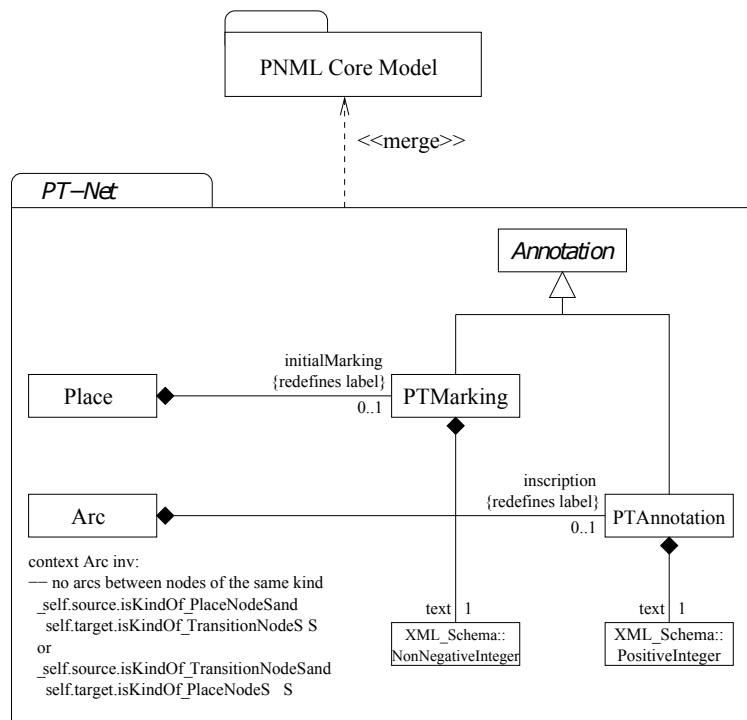 PNML Core Model
<<merge>>
PT−Net
Annotation
initialMarking
{redefines label}
Place
PTMarking
0..1
inscription
{redefines label}
Arc
PTAnnotation
0..1
context Arc inv:
−− no arcs between nodes of the same kind
_self.source.isKindOf_PlaceNodeSand
self.target.isKindOf_TransitionNodeS S
or
_self.source.isKindOf_TransitionNodeSand
self.target.isKindOf_PlaceNodeS S
text 1
XML_Schema::
NonNegativeInteger
text 1
XML_Schema::
PositiveInteger